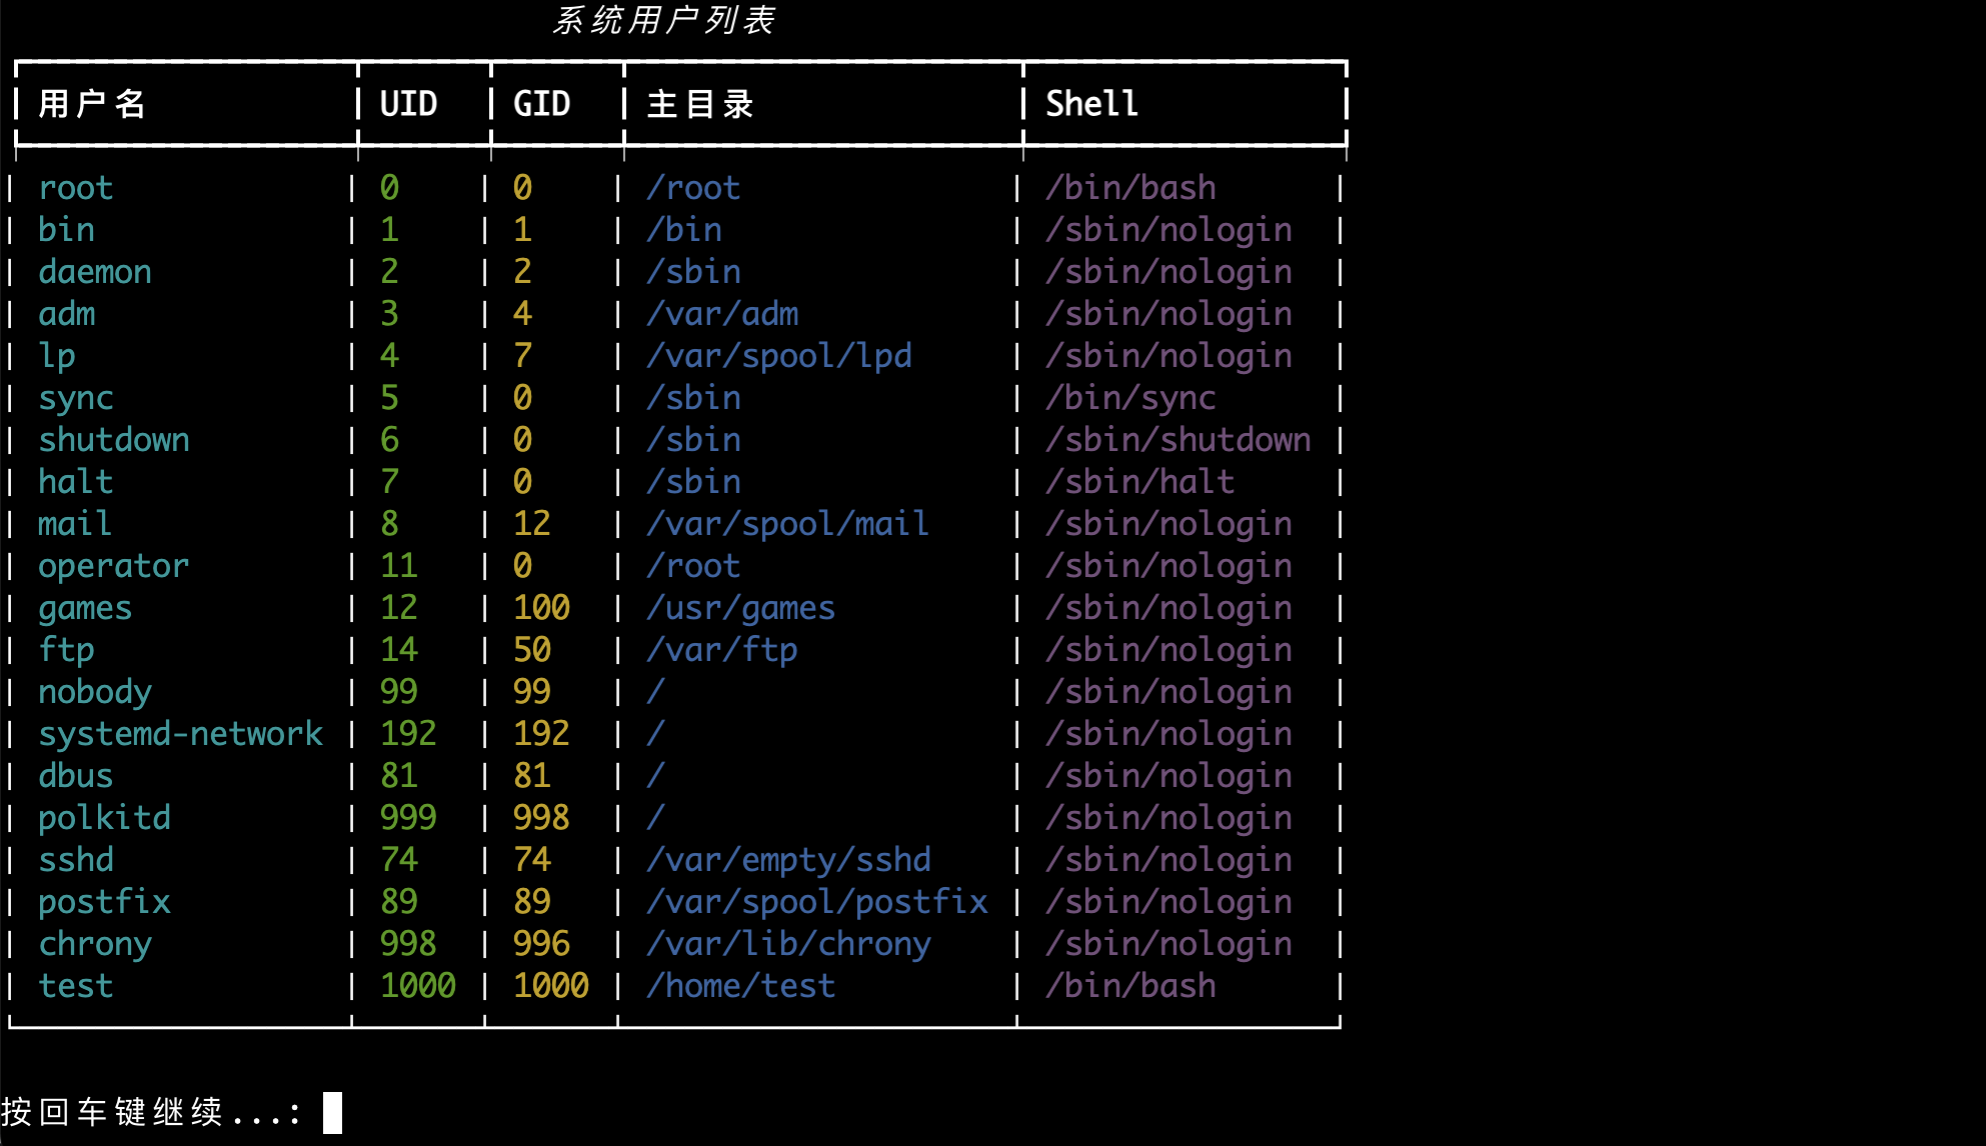 系统用户列表
用户名 UID GID 主目录 Shell
root 0 0 /root /bin/bash
bin 1 1 /bin /sbin/nologin
daemon 2 2 /sbin /sbin/nologin
adm 3 4 /var/adm /sbin/nologin
lp 4 7 /var/spool/lpd /sbin/nologin
sync 5 0 /sbin /bin/sync
shutdown 6 0 /sbin /sbin/shutdown
halt 7 0 /sbin /sbin/halt
mail 8 12 /var/spool/mail /sbin/nologin
operator 11 0 /root /sbin/nologin
games 12 100 /usr/games /sbin/nologin
ftp 14 50 /var/ftp /sbin/nologin
nobody 99 99 / /sbin/nologin
systemd-network 192 192 / /sbin/nologin
dbus 81 81 / /sbin/nologin
polkitd 999 998 / /sbin/nologin
sshd 74 74 /var/empty/sshd /sbin/nologin
postfix 89 89 /var/spool/postfix /sbin/nologin
chrony 998 996 /var/lib/chrony /sbin/nologin
test 1000 1000 /home/test /bin/bash
按回车键继续...: